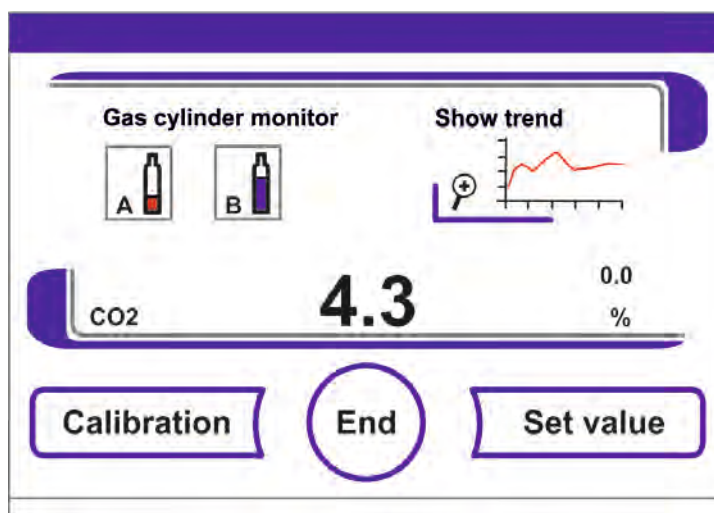 Gas cylinder monitor
Show trend
A
B
0.0
CO2
4.3
%
Calibration
End
Set value